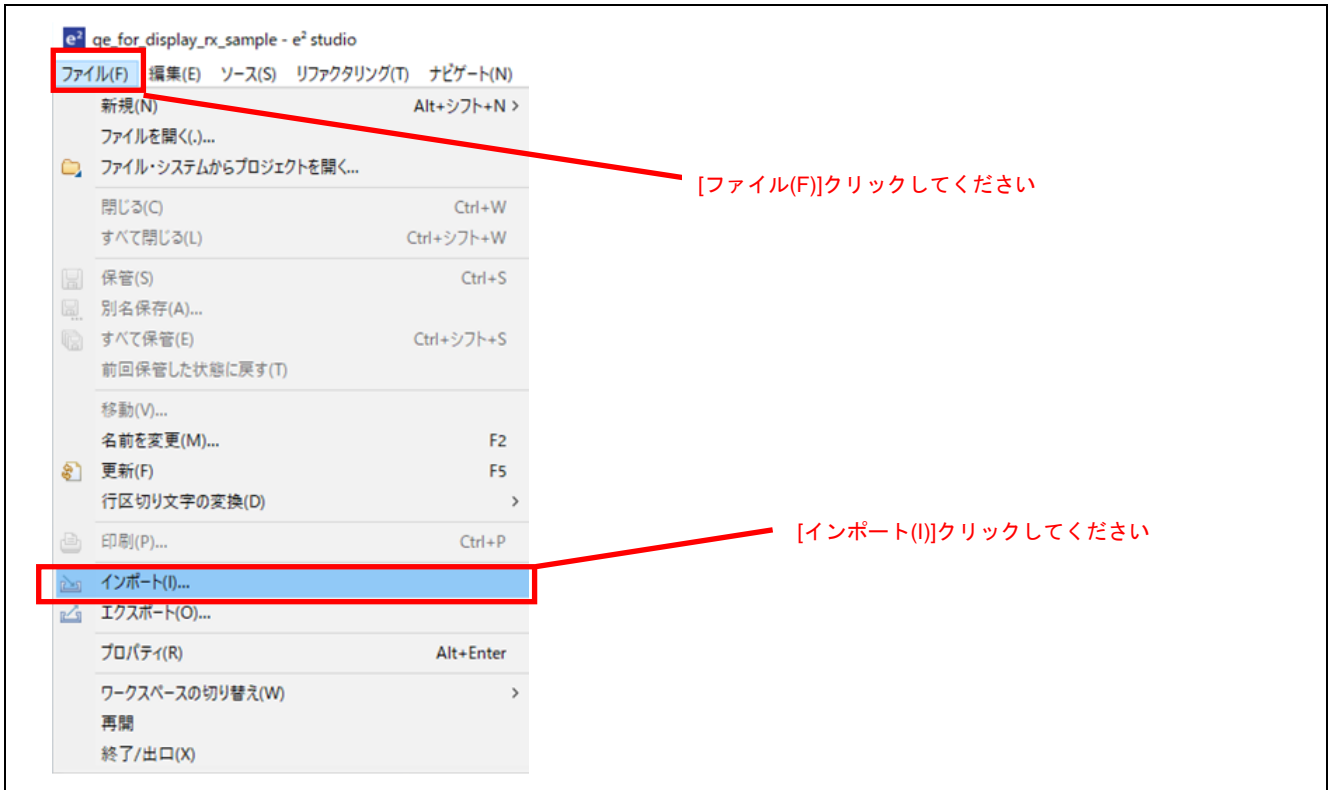 e² qe_for_display_rx_sample - e² studio
ファイル(F) 編集(E) ソース(S) リファクタリング(T) ナビゲート(N)
新規(N) Alt+シフト+N >
ファイルを開く(.)...
ファイル・システムからプロジェクトを開く...
[ファイル(F)]クリックしてください
閉じる(C) Ctrl+W
すべて閉じる(L) Ctrl+シフト+W
保管(S) Ctrl+S
別名保存(A)...
すべて保管(E) Ctrl+シフト+S
前回保管した状態に戻す(T)
移動(V)...
名前を変更(M)... F2
更新(F) F5
行区切り文字の変換(D) >
[インポート(I)]クリックしてください
印刷(P)... Ctrl+P
インポート(I)...
エクスポート(O)...
プロパティ(R) Alt+Enter
ワークスペースの切り替え(W) >
再開
終了/出口(X)